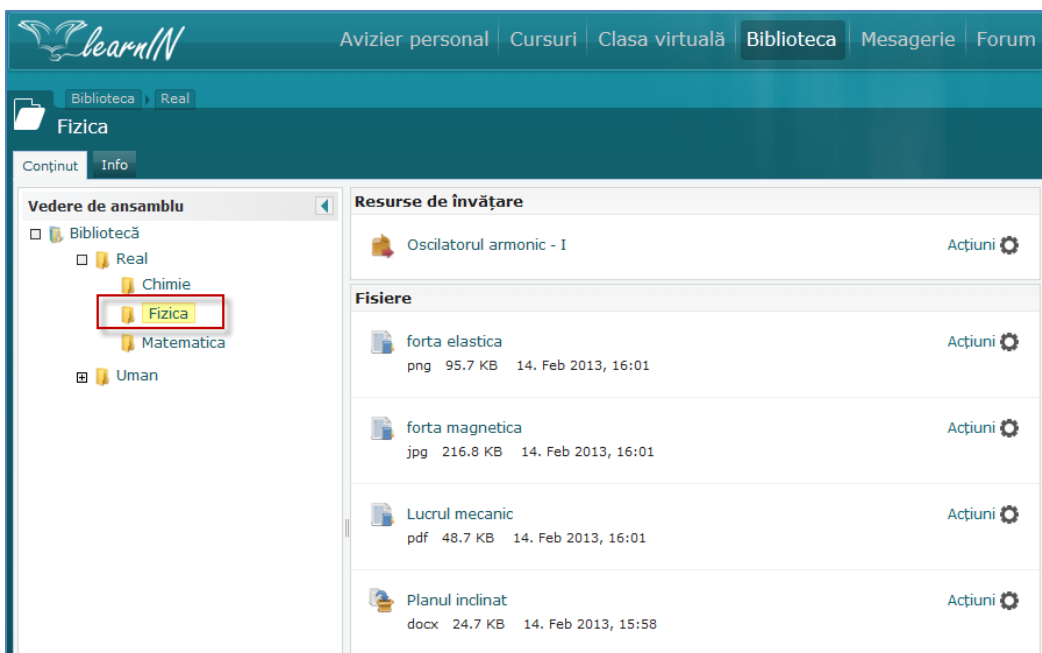 learnIN
Avizier personal Cursuri Clasa virtuală Biblioteca Mesagerie Forum
Biblioteca Real
Fizica
Conținut Info
Vedere de ansamblu
Bibliotecă
Real
Chimie
Fizica
Matematica
Uman
Resurse de învățare
Oscilatorul armonic - I Acțiuni
Fisiere
forta elastica Acțiuni
png 95.7 KB 14. Feb 2013, 16:01
forta magnetica Acțiuni
jpg 216.8 KB 14. Feb 2013, 16:01
Lucrul mecanic Acțiuni
pdf 48.7 KB 14. Feb 2013, 16:01
Planul inclinat Acțiuni
docx 24.7 KB 14. Feb 2013, 15:58